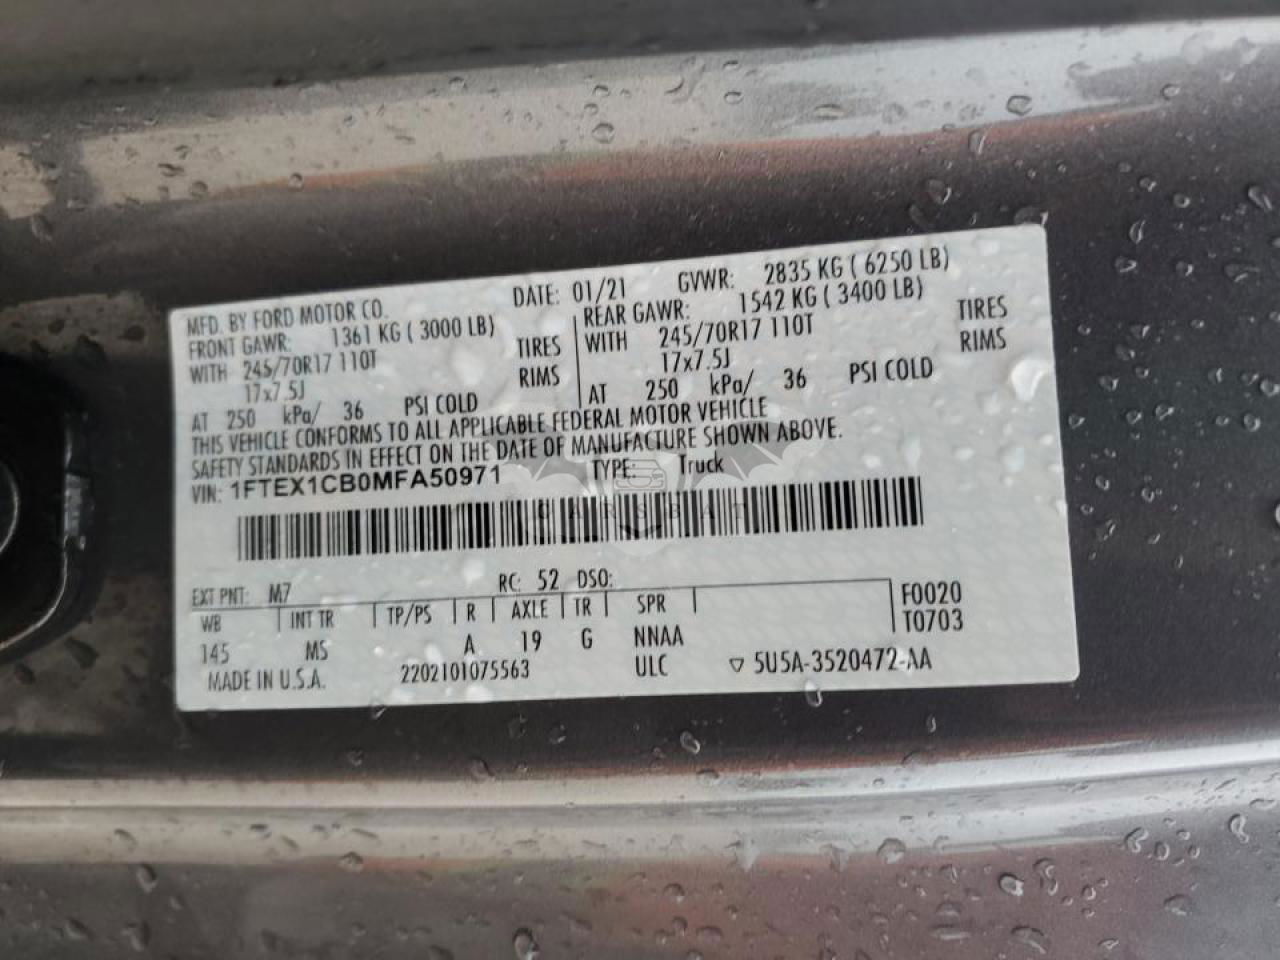 MFD. BY FORD MOTOR CO. DATE: 01/21 GVWR: 2835 KG ( 6250 LB)
FRONT GAWR: 1361 KG ( 3000 LB) REAR GAWR: 1542 KG ( 3400 LB)
WITH 245/70R17 110T TIRES WITH 245/70R17 110T TIRES
17x7.5J RIMS 17x7.5J RIMS
AT 250 kPa/ 36 PSI COLD AT 250 kPa/ 36 PSI COLD
THIS VEHICLE CONFORMS TO ALL APPLICABLE FEDERAL MOTOR VEHICLE
SAFETY STANDARDS IN EFFECT ON THE DATE OF MANUFACTURE SHOWN ABOVE.
VIN: 1FTEX1CB0MFA50971 TYPE: Truck
CARSBAT
EXT PNT: M7 RC: 52 DSO:
WB INT TR TP/PS R AXLE TR SPR F0020
145 MS A 19 G NNAA T0703
MADE IN U.S.A. 2202101075563 ULC ▽ 5U5A-3520472-AA